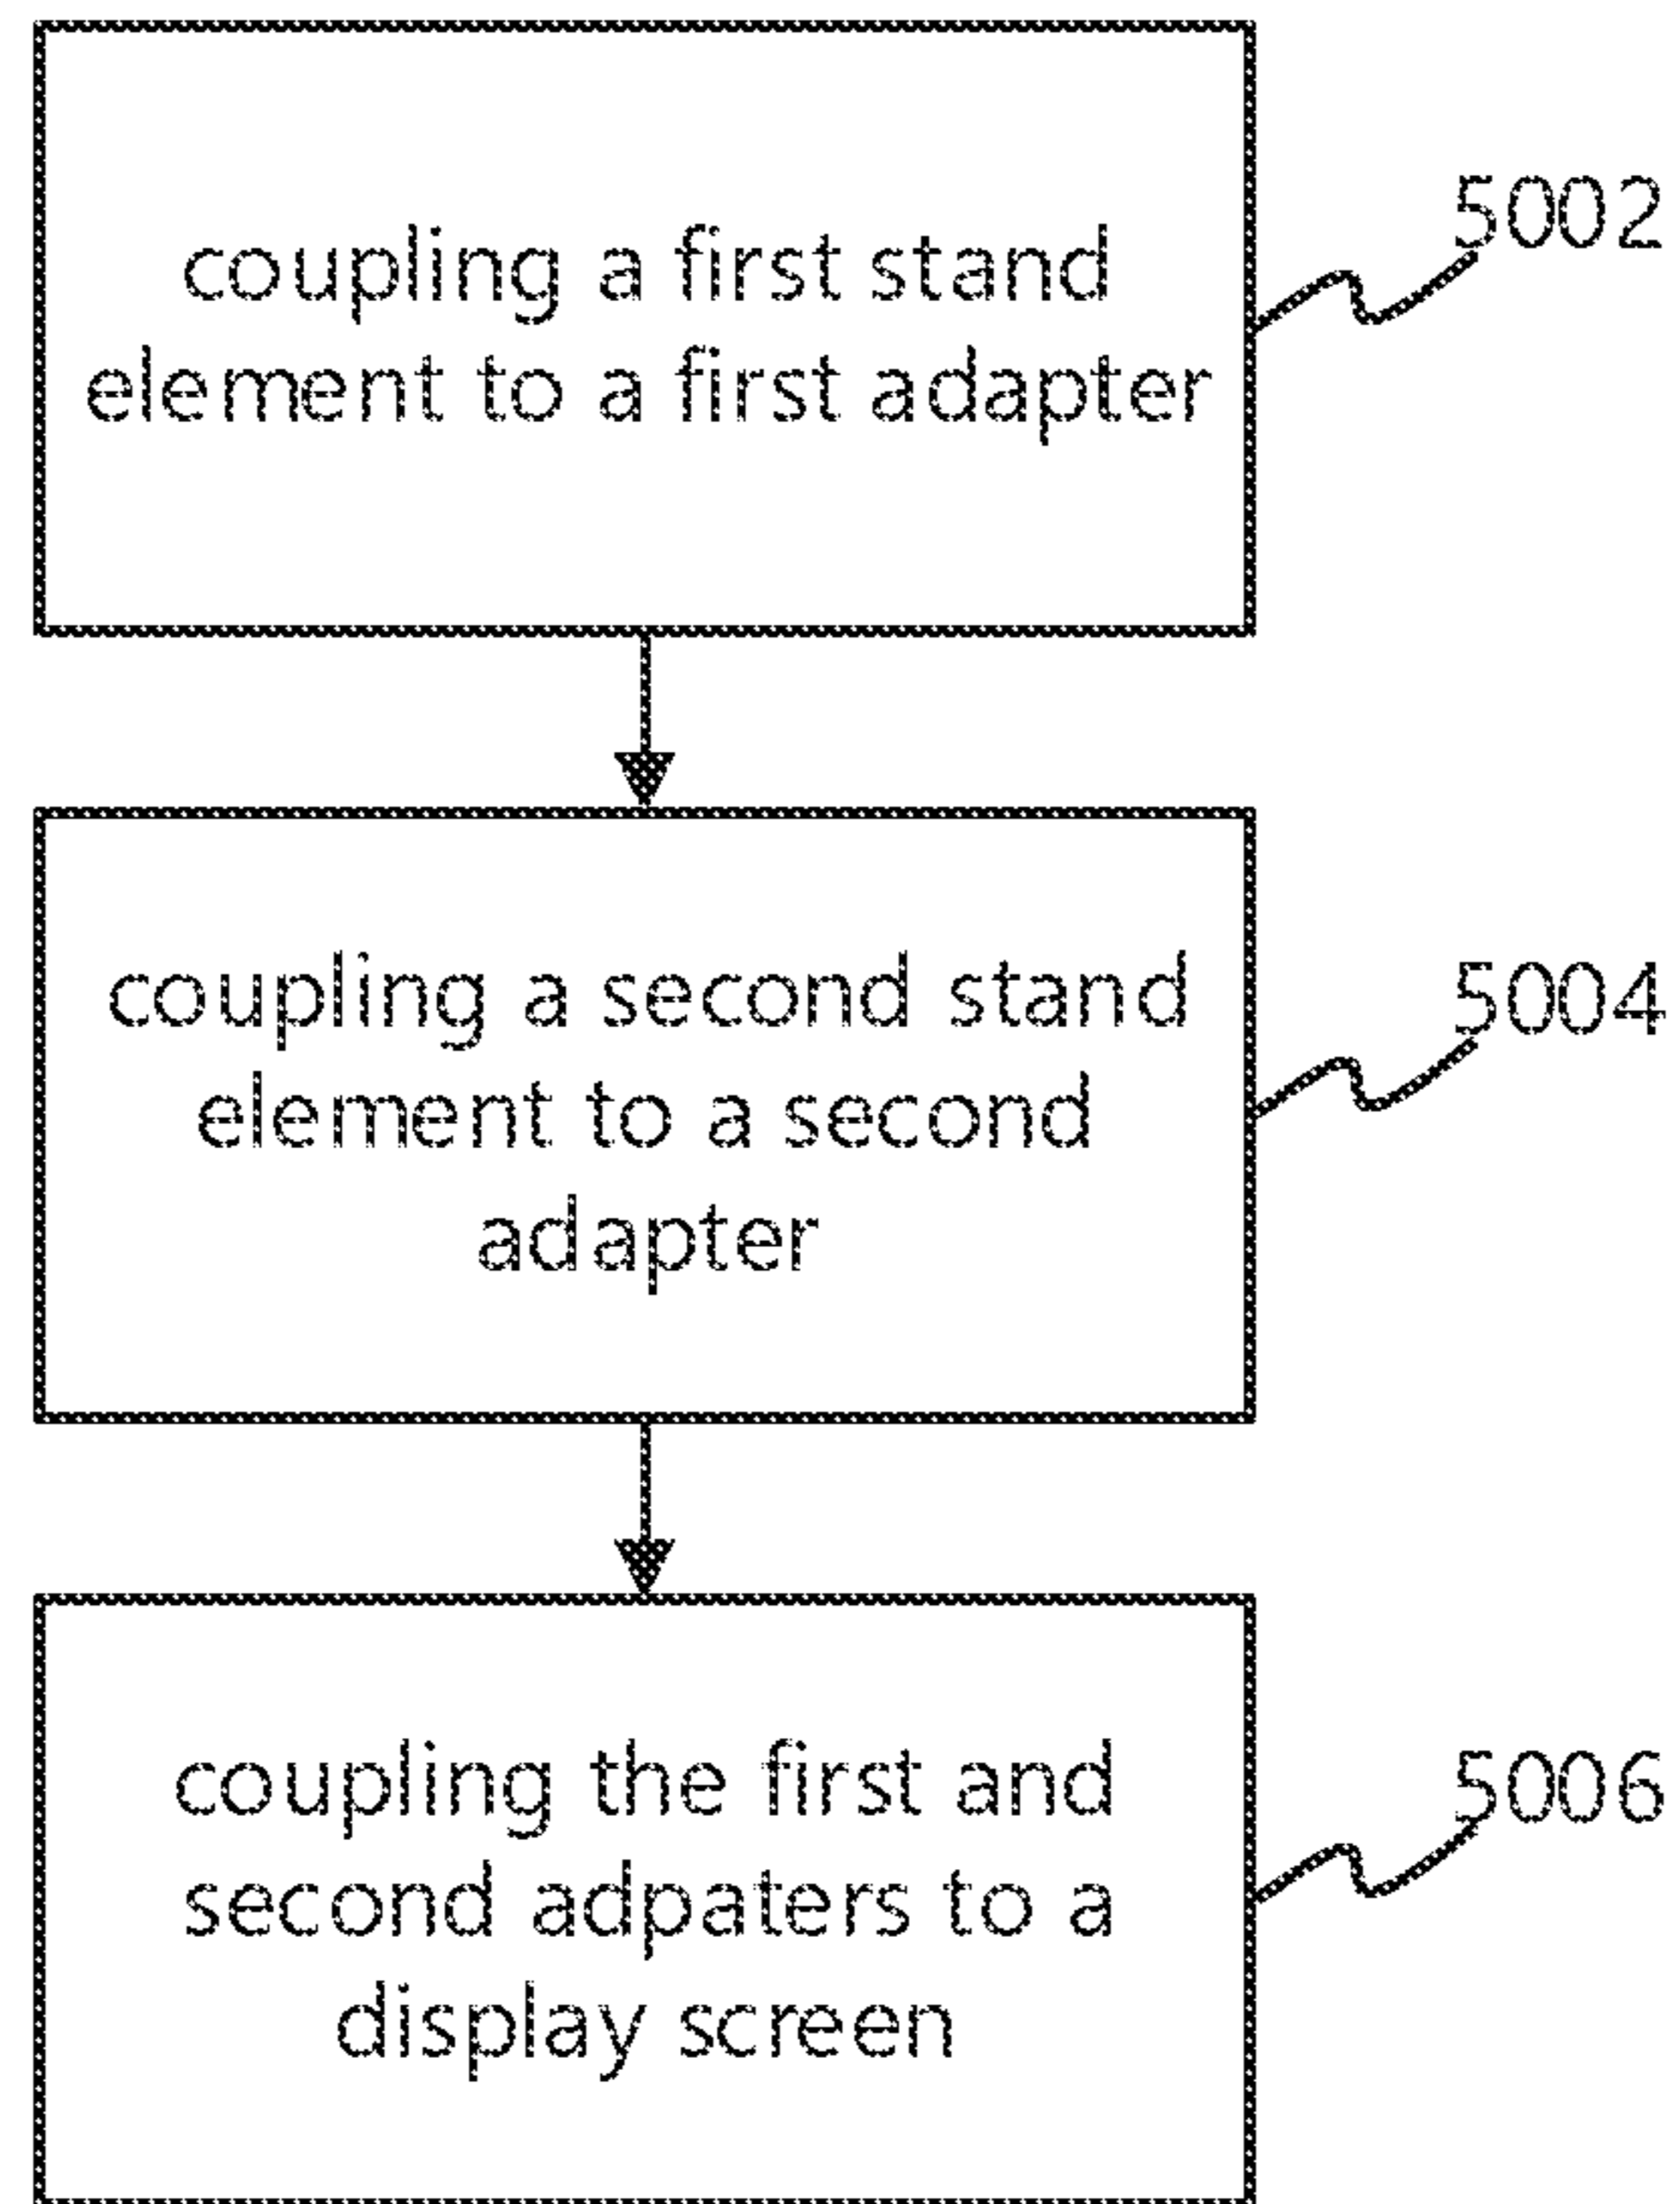 coupling a first stand
element to a first adapter
5002
coupling a second stand
element to a second
adapter
5004
coupling the first and
second adpaters to a
display screen
5006